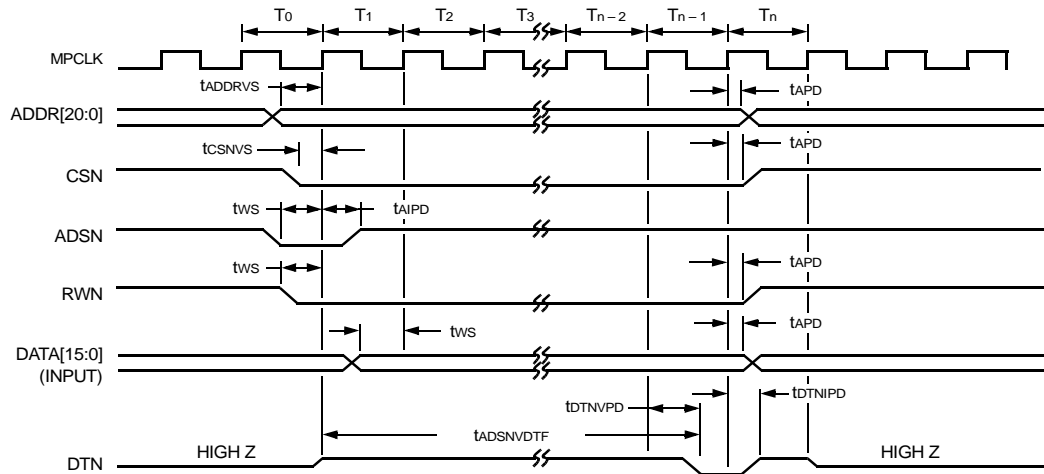 T0 T1 T2 T3 Tn – 2 Tn – 1 Tn
MPCLK
tADDRVS tAPD
ADDR[20:0]
tCSNVS tAPD
CSN
tWS tAIPD
ADSN
tWS tAPD
RWN
tWS tAPD
DATA[15:0]
(INPUT)
tDTNVPD tDTNIPD
tADSNVDTF
HIGH Z HIGH Z
DTN